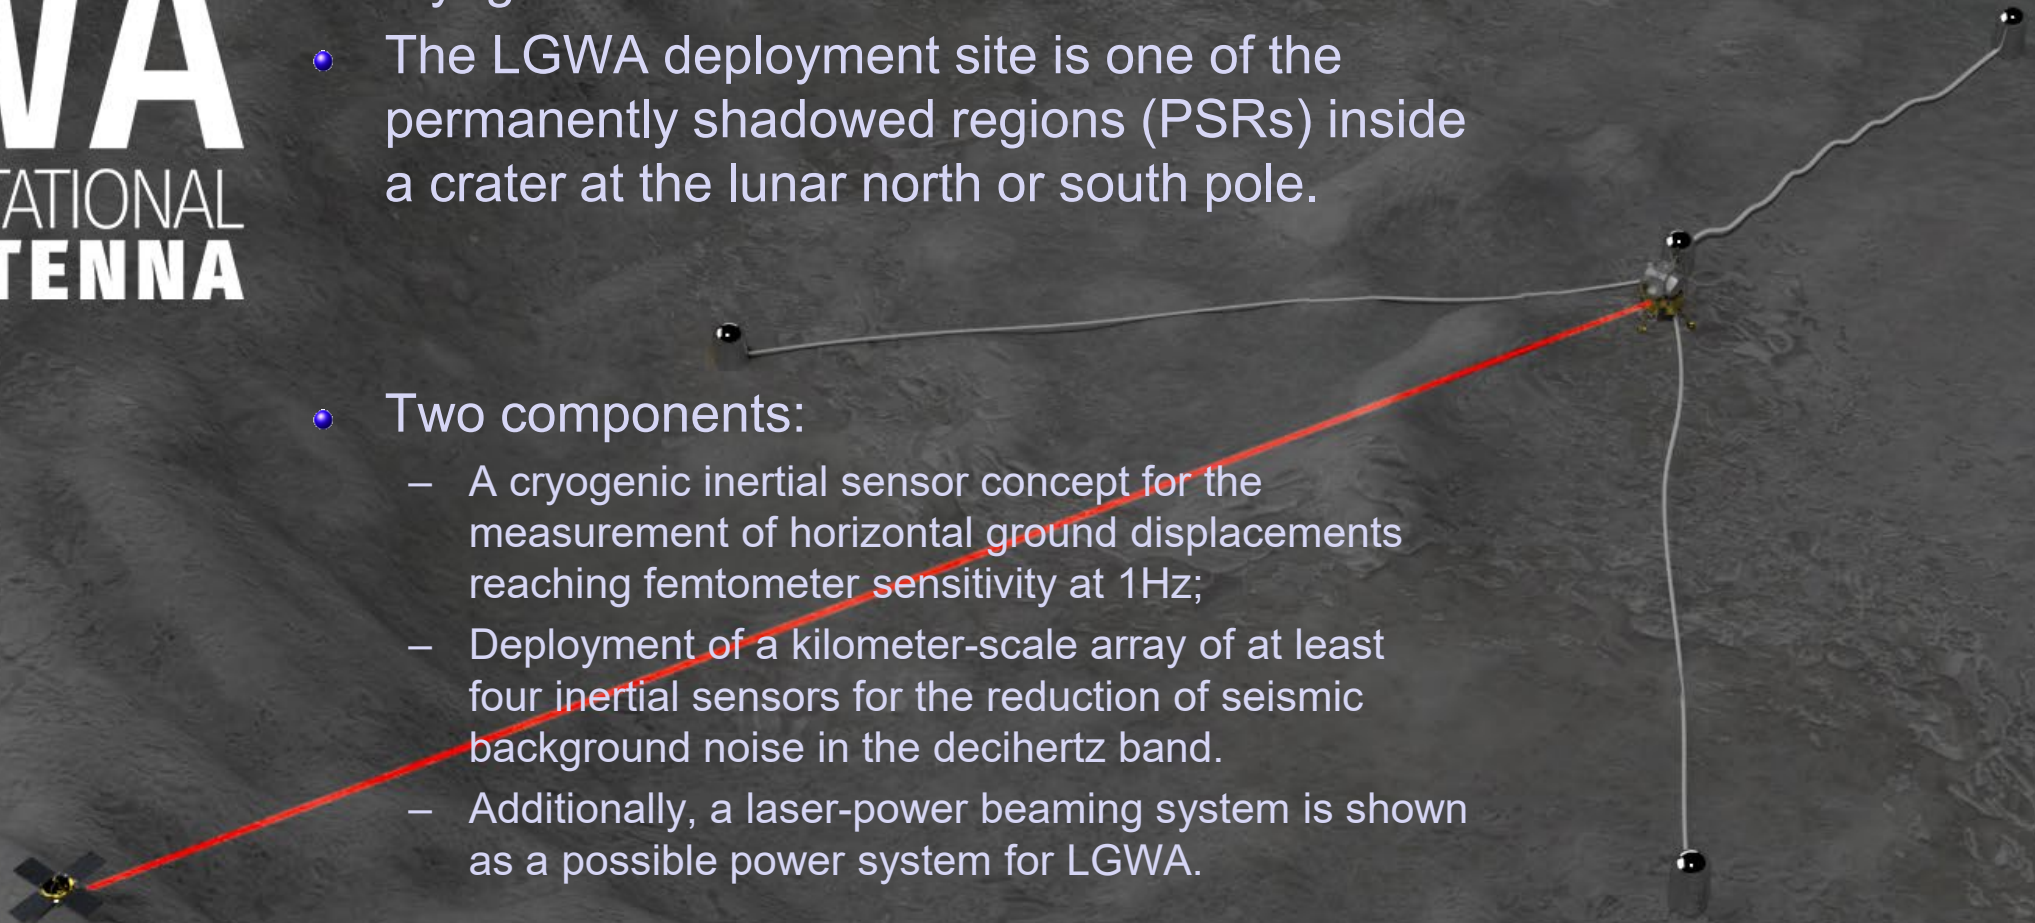 WA
TATIONAL
TENNA
The LGWA deployment site is one of the
permanently shadowed regions (PSRs) inside
a crater at the lunar north or south pole.
Two components:
– A cryogenic inertial sensor concept for the
measurement of horizontal ground displacements
reaching femtometer sensitivity at 1Hz;
– Deployment of a kilometer-scale array of at least
four inertial sensors for the reduction of seismic
background noise in the decihertz band.
– Additionally, a laser-power beaming system is shown
as a possible power system for LGWA.